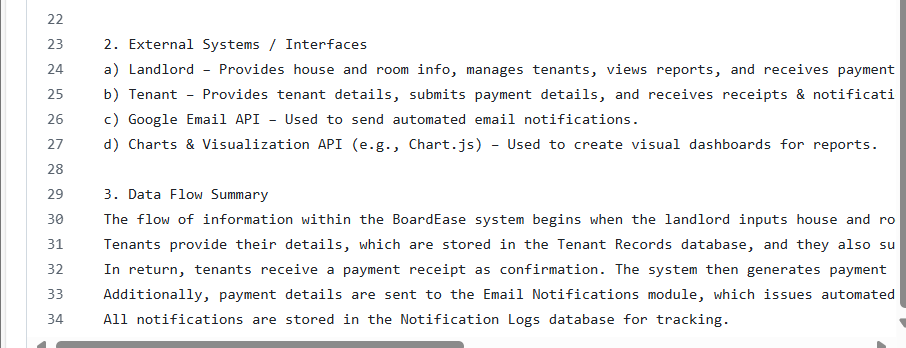 22
23 2. External Systems / Interfaces
24 a) Landlord – Provides house and room info, manages tenants, views reports, and receives payment
25 b) Tenant – Provides tenant details, submits payment details, and receives receipts & notificati
26 c) Google Email API – Used to send automated email notifications.
27 d) Charts & Visualization API (e.g., Chart.js) – Used to create visual dashboards for reports.
28
29 3. Data Flow Summary
30 The flow of information within the BoardEase system begins when the landlord inputs house and ro
31 Tenants provide their details, which are stored in the Tenant Records database, and they also su
32 In return, tenants receive a payment receipt as confirmation. The system then generates payment
33 Additionally, payment details are sent to the Email Notifications module, which issues automated
34 All notifications are stored in the Notification Logs database for tracking.